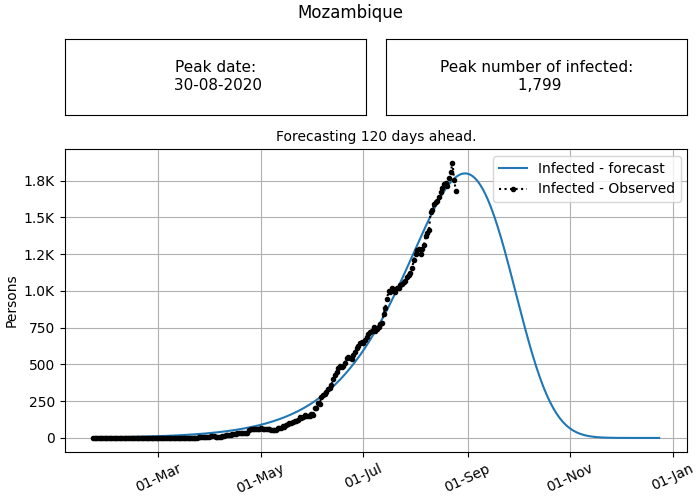 Mozambique
Peak date:
30-08-2020
Peak number of infected:
1,799
Forecasting 120 days ahead.
Infected - forecast
Infected - Observed
Persons
1.8K
1.5K
1.2K
1.0K
750
500
250
0
01-Mar
01-May
01-Jul
01-Sep
01-Nov
01-Jan